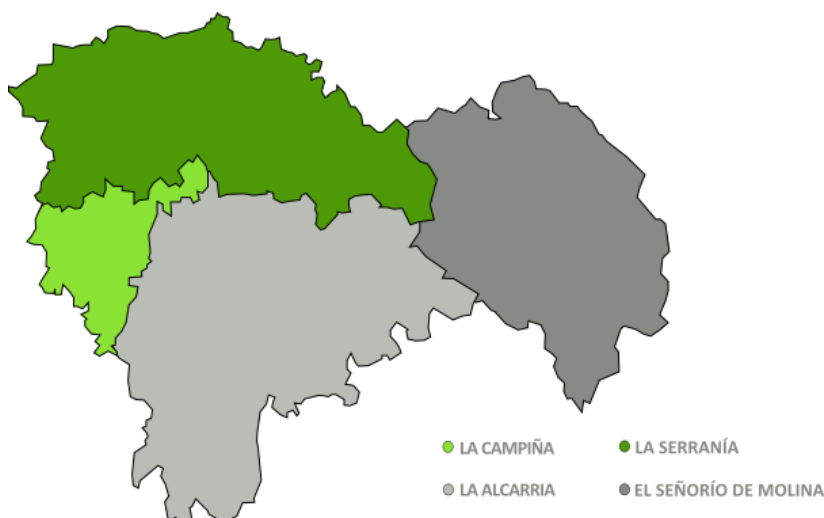 LA CAMPIÑA
LA SERRANÍA
LA ALCARRIA
EL SEÑORÍO DE MOLINA